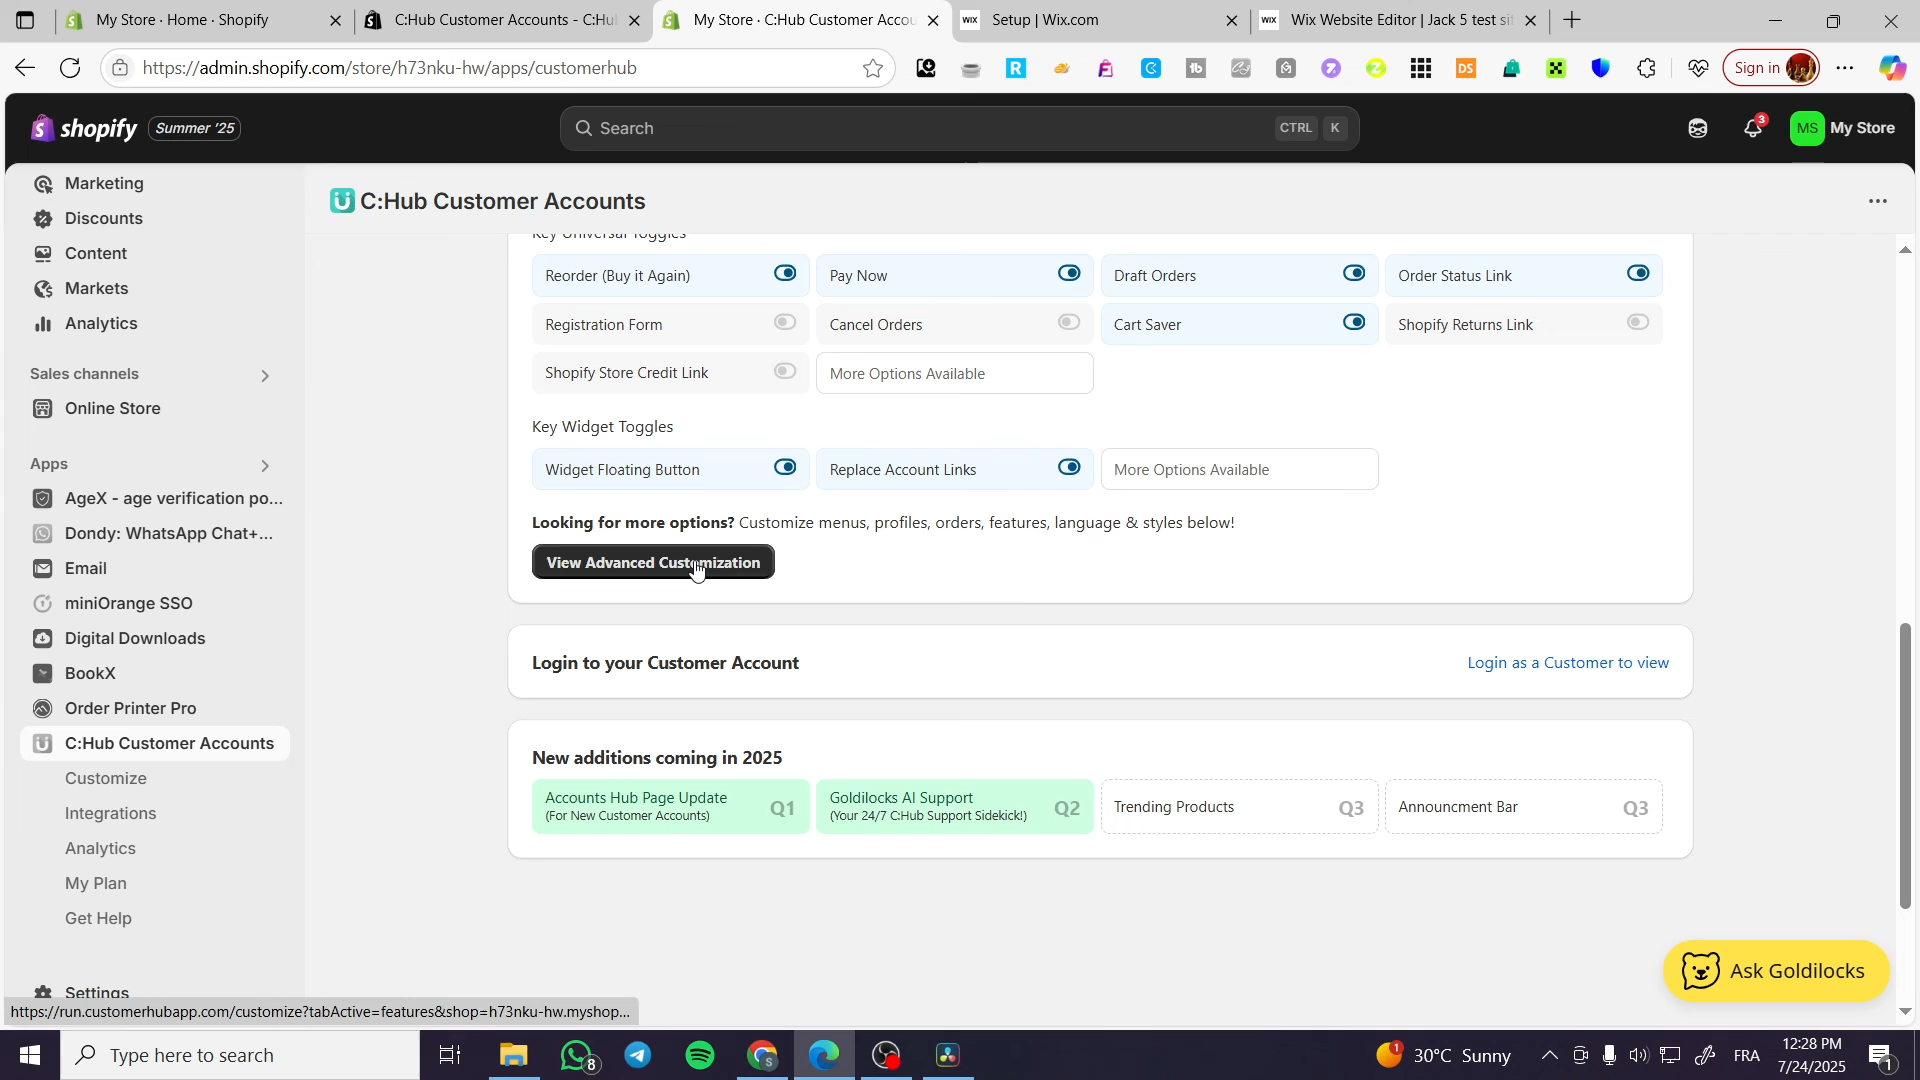 My Store · Home · Shopify
C:Hub Customer Accounts - C:Hu
My Store · C:Hub Customer Accou
WIX
Setup | Wix.com
WIX
Wix Website Editor | Jack 5 test si
https://admin.shopify.com/store/h73nku-hw/apps/customerhub
Sign in
shopify
Summer '25
Search
CTRL
K
3
MS
My Store
Marketing
Discounts
Content
Markets
Analytics
Sales channels
Online Store
Apps
AgeX - age verification po...
Dondy: WhatsApp Chat+...
Email
miniOrange SSO
Digital Downloads
BookX
Order Printer Pro
C:Hub Customer Accounts
Customize
Integrations
Analytics
My Plan
Get Help
Settings
C:Hub Customer Accounts
Key Universal Toggles
Reorder (Buy it Again)
Pay Now
Draft Orders
Order Status Link
Registration Form
Cancel Orders
Cart Saver
Shopify Returns Link
Shopify Store Credit Link
More Options Available
Key Widget Toggles
Widget Floating Button
Replace Account Links
More Options Available
Looking for more options? Customize menus, profiles, orders, features, language & styles below!
View Advanced Customization
Login to your Customer Account
Login as a Customer to view
New additions coming in 2025
Accounts Hub Page Update
(For New Customer Accounts)
Q1
Goldilocks AI Support
(Your 24/7 C:Hub Support Sidekick!)
Q2
Trending Products
Q3
Announcment Bar
Q3
Ask Goldilocks
https://run.customerhubapp.com/customize?tabActive=features&shop=h73nku-hw.myshop...
Type here to search
8
1
30°C Sunny
FRA
12:28 PM
7/24/2025
1